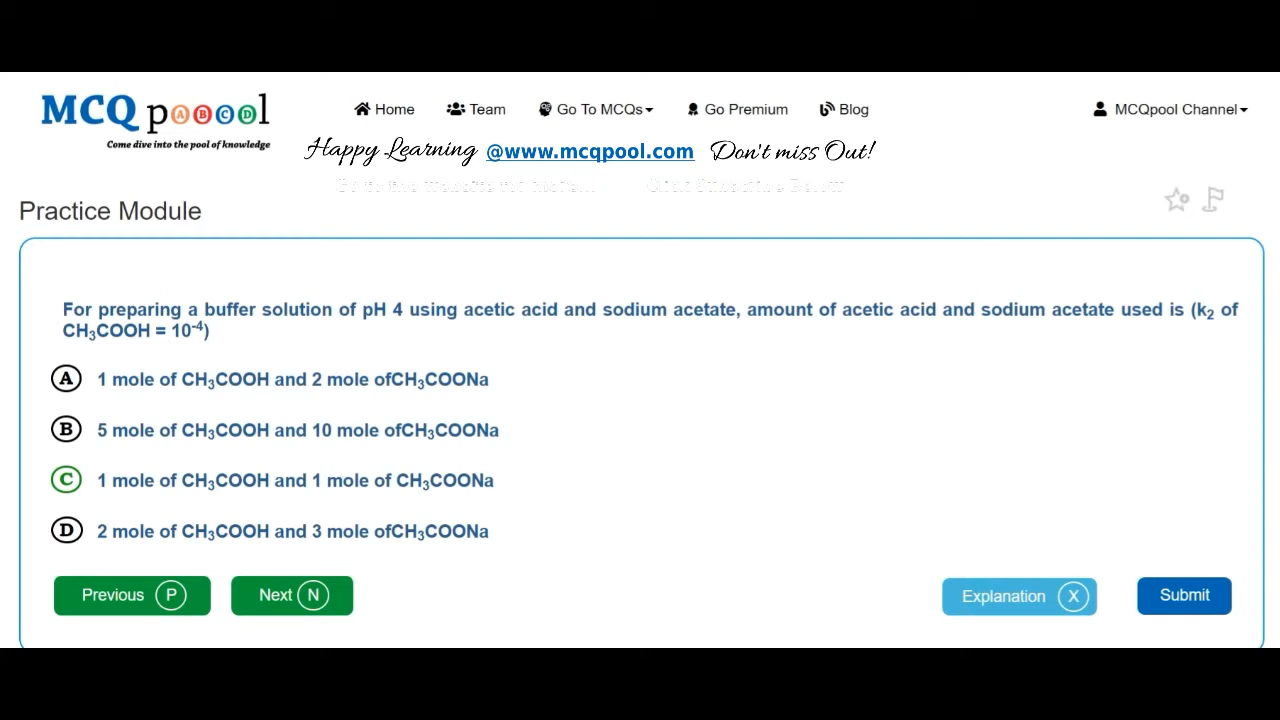 MCQ pooool
Come dive into the pool of knowledge
Home Team Go To MCQs Go Premium Blog MCQpool Channel
Happy Learning @www.mcqpool.com Don't miss Out!
Practice Module
For preparing a buffer solution of pH 4 using acetic acid and sodium acetate, amount of acetic acid and sodium acetate used is (k₂ of
CH₃COOH = 10⁻⁴)
A 1 mole of CH₃COOH and 2 mole ofCH₃COONa
B 5 mole of CH₃COOH and 10 mole ofCH₃COONa
C 1 mole of CH₃COOH and 1 mole of CH₃COONa
D 2 mole of CH₃COOH and 3 mole ofCH₃COONa
Previous P Next N Explanation X Submit